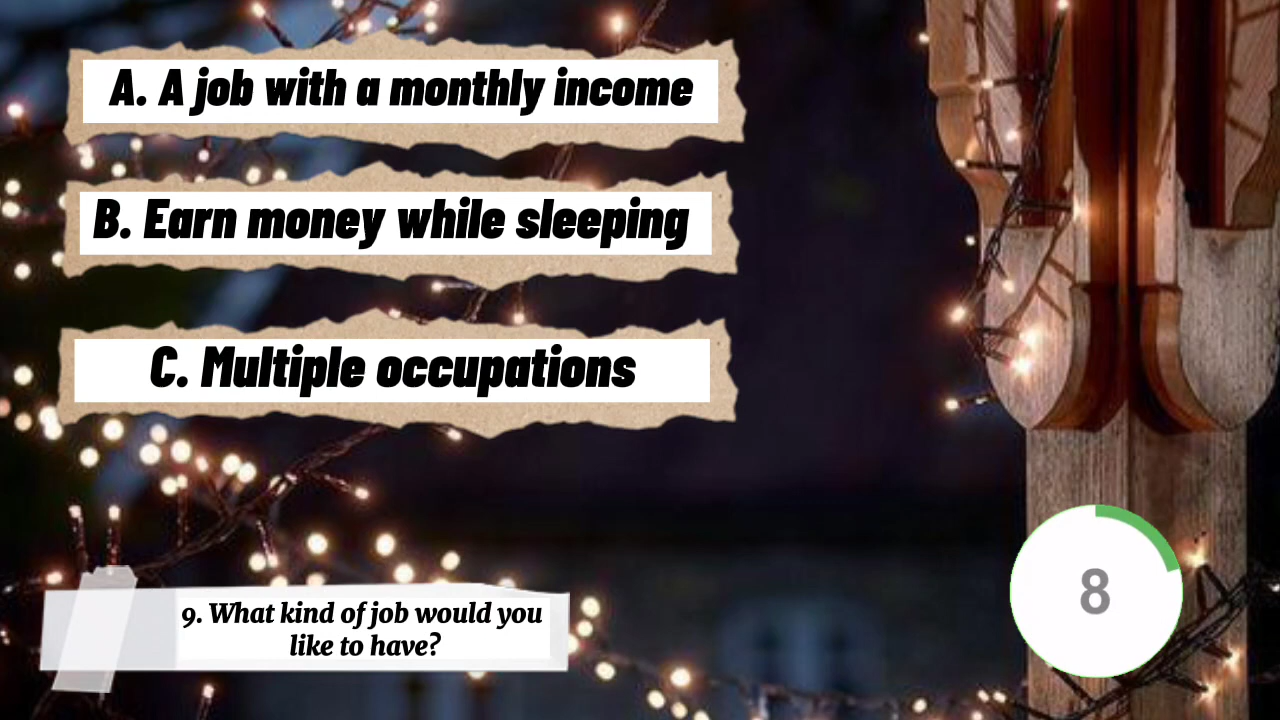 A. A job with a monthly income
B. Earn money while sleeping
C. Multiple occupations
9. What kind of job would you
like to have?
8